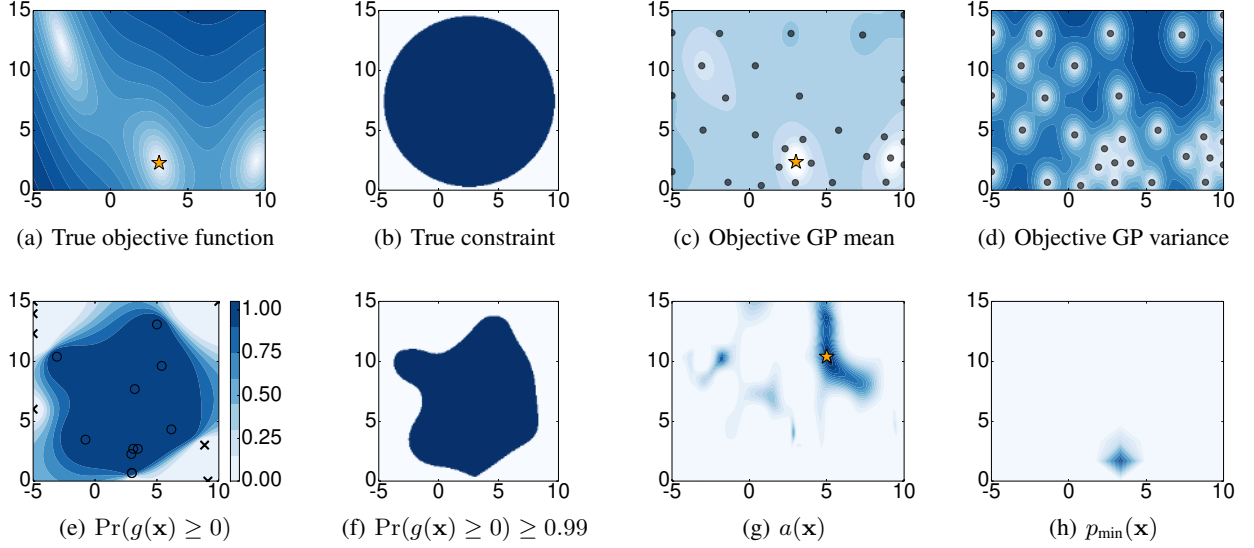 15
10
5
0
-5 0 5 10
(a) True objective function
15
10
5
0
-5 0 5 10
(b) True constraint
15
10
5
0
-5 0 5 10
(c) Objective GP mean
15
10
5
0
-5 0 5 10
(d) Objective GP variance
15
10
5
0
-5 0 5 10
1.00
0.75
0.50
0.25
0.00
(e) Pr(g(x) ≥ 0)
15
10
5
0
-5 0 5 10
(f) Pr(g(x) ≥ 0) ≥ 0.99
15
10
5
0
-5 0 5 10
(g) a(x)
15
10
5
0
-5 0 5 10
(h) p_min(x)